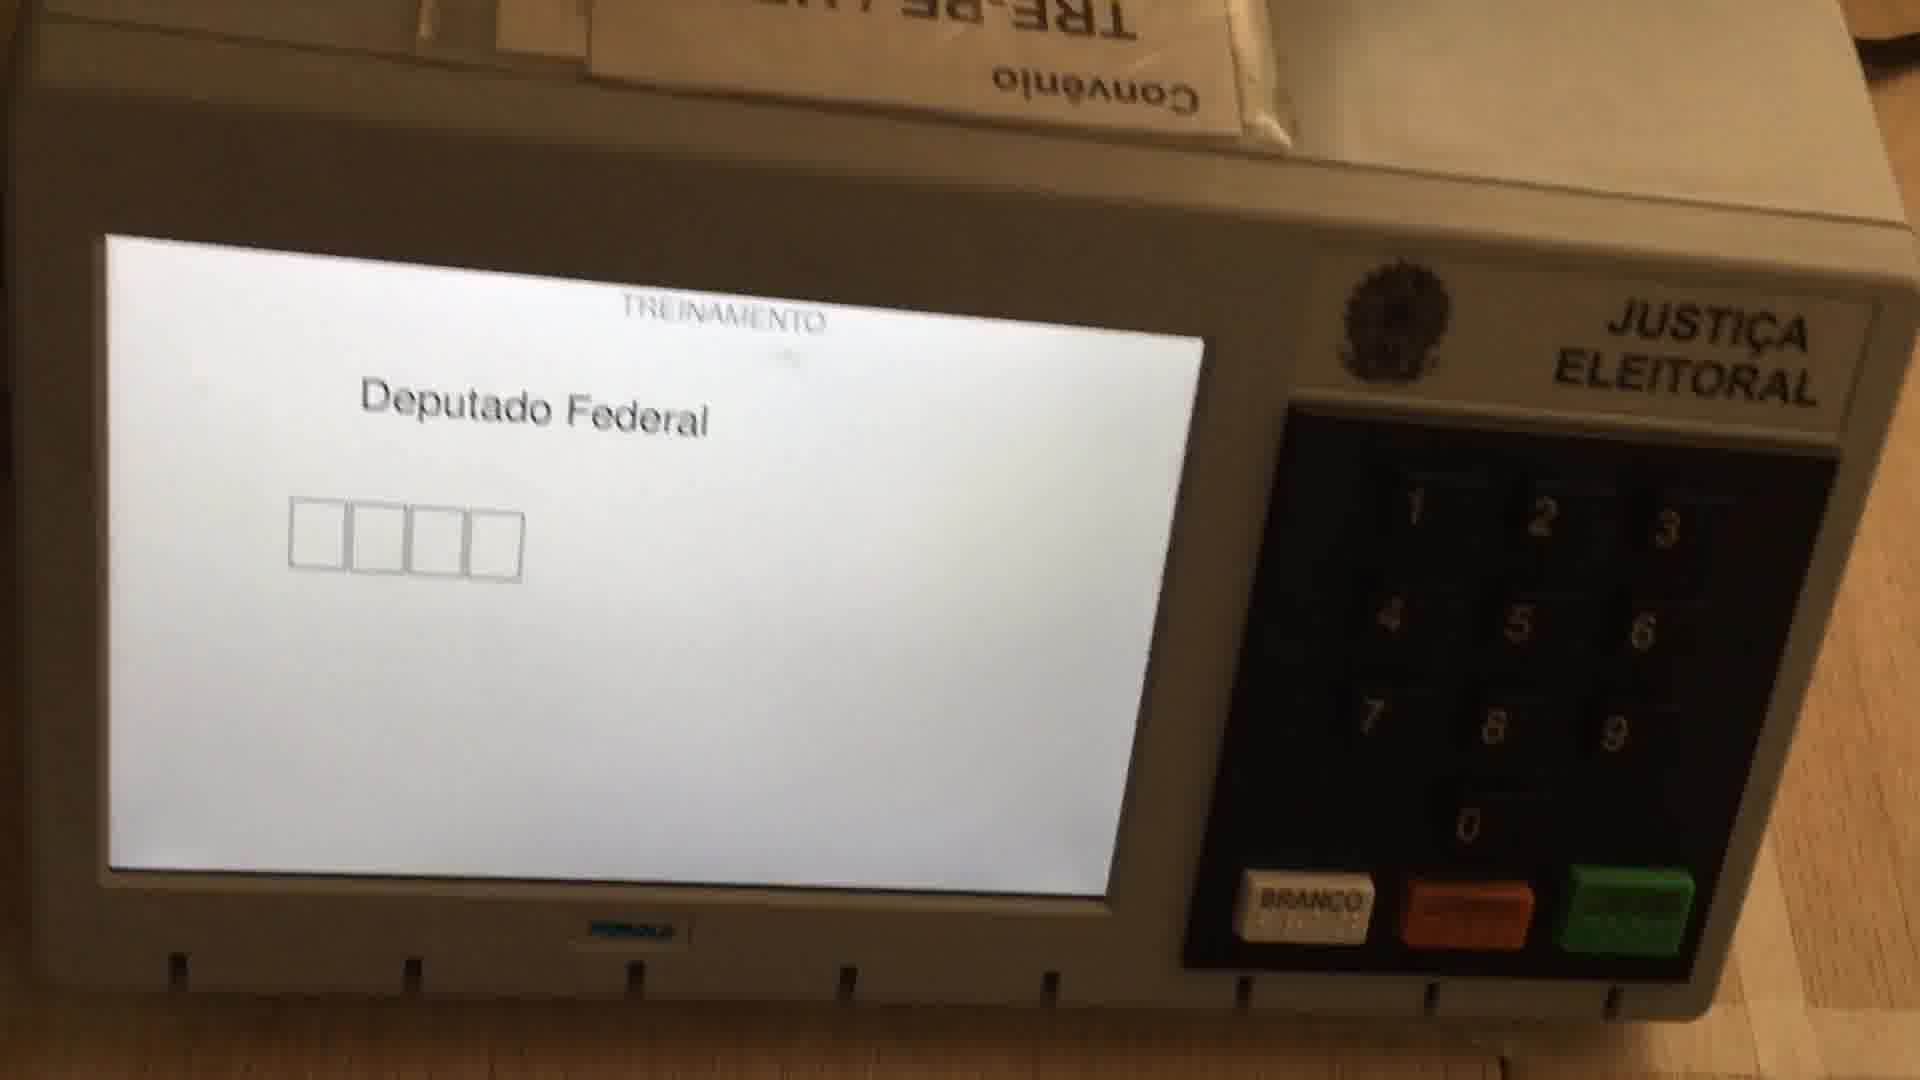 TRE-PE /
Convênio
TREINAMENTO
Deputado Federal
JUSTIÇA
ELEITORAL
1 2 3
4 5 6
7 8 9
0
BRANCO